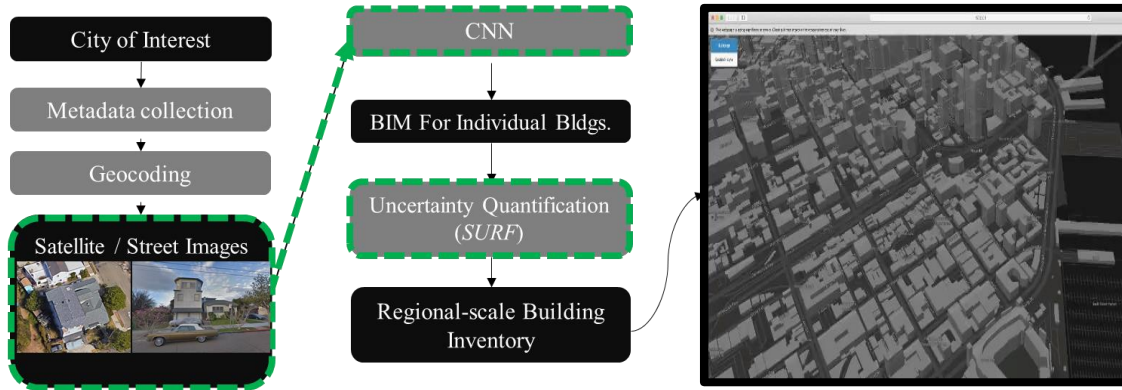 City of Interest
Metadata collection
Geocoding
Satellite / Street Images
CNN
BIM For Individual Bldgs.
Uncertainty Quantification
(SURF)
Regional-scale Building
Inventory